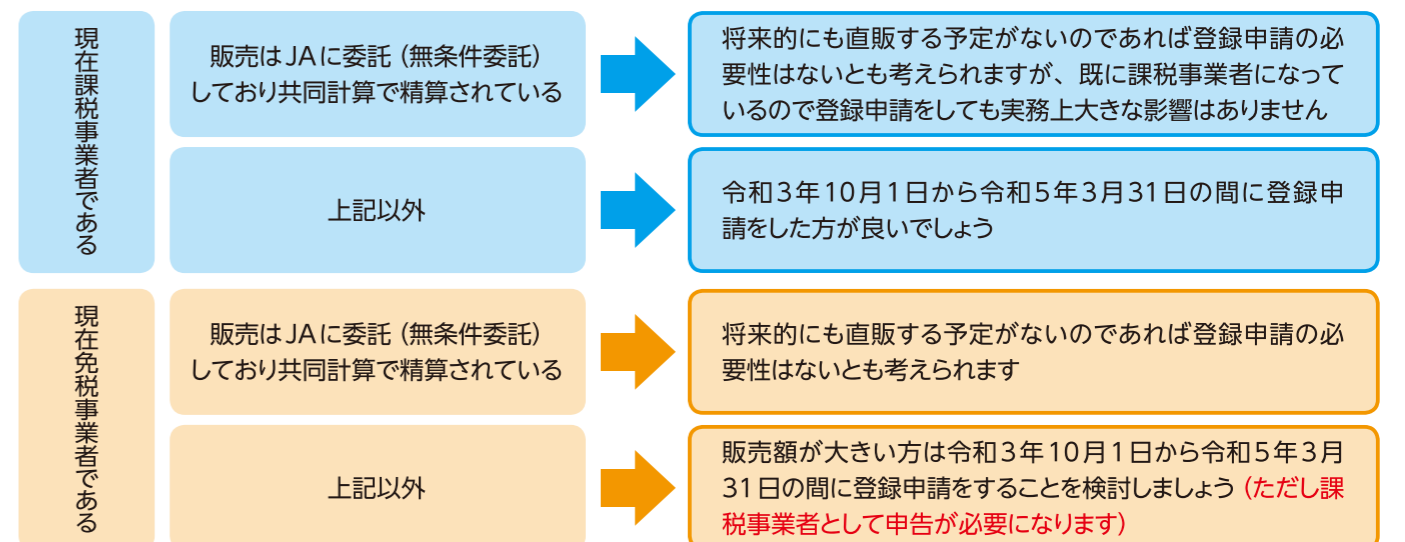 現在課税事業者である
販売はJAに委託（無条件委託）
しており共同計算で精算されている
将来的にも直販する予定がないのであれば登録申請の必
要性はないとも考えられますが、既に課税事業者になって
いるので登録申請をしても実務上大きな影響はありません
上記以外
令和3年10月1日から令和5年3月31日の間に登録申
請をした方が良いでしょう
現在免税事業者である
販売はJAに委託（無条件委託）
しており共同計算で精算されている
将来的にも直販する予定がないのであれば登録申請の必
要性はないとも考えられます
上記以外
販売額が大きい方は令和3年10月1日から令和5年3月
31日の間に登録申請をすることを検討しましょう（ただし課
税事業者として申告が必要になります）